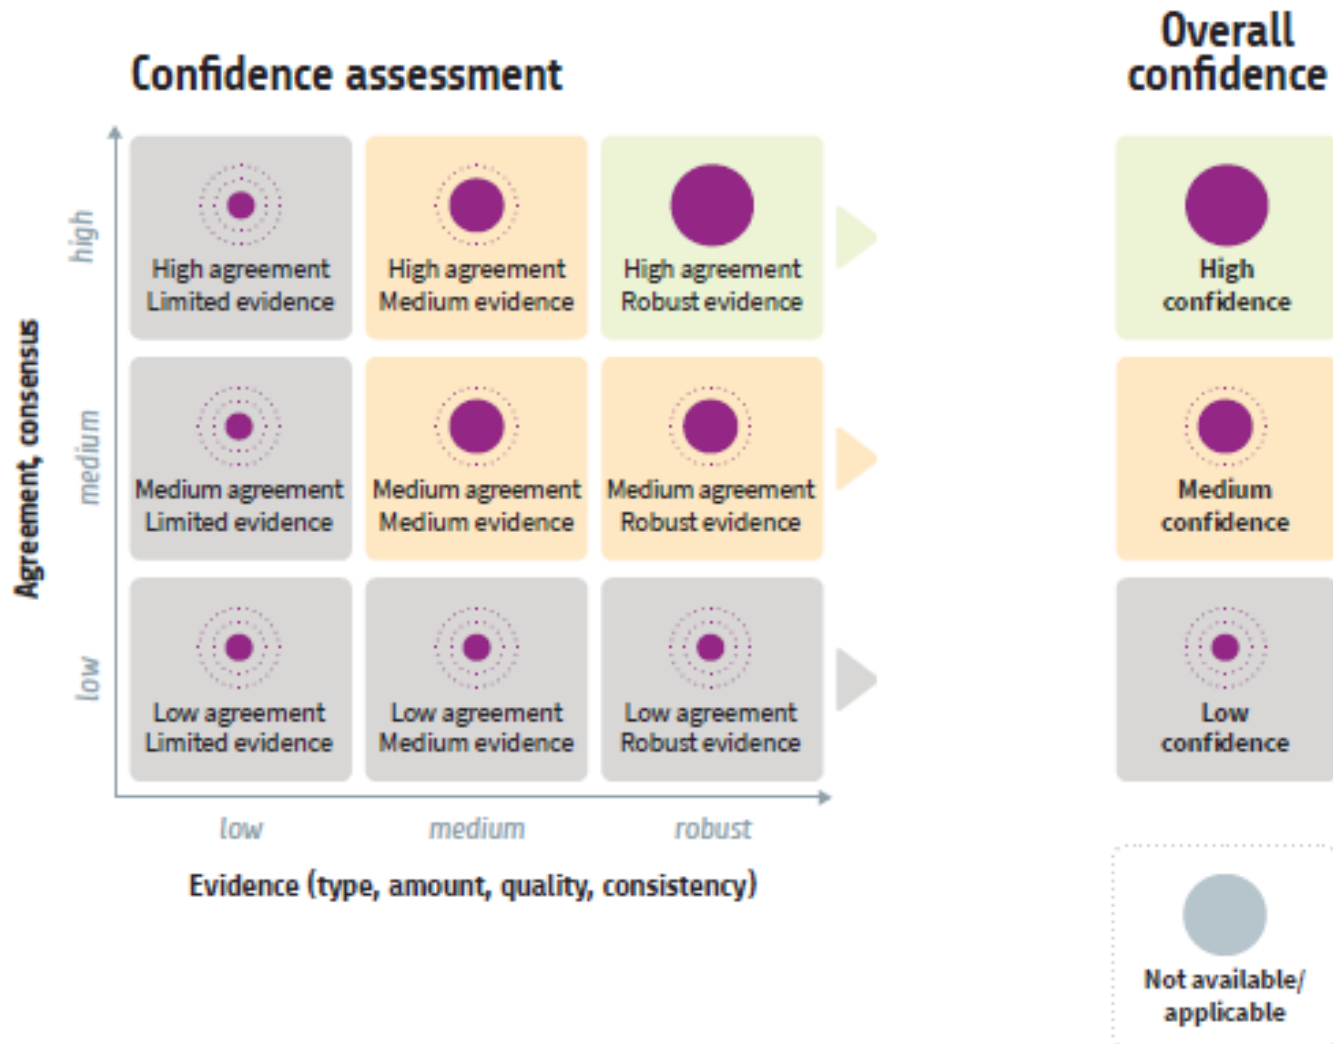 Confidence assessment
Overall
confidence
Agreement, consensus
high
High agreement
Limited evidence
High agreement
Medium evidence
High agreement
Robust evidence
High
confidence
medium
Medium agreement
Limited evidence
Medium agreement
Medium evidence
Medium agreement
Robust evidence
Medium
confidence
low
Low agreement
Limited evidence
Low agreement
Medium evidence
Low agreement
Robust evidence
Low
confidence
low
medium
robust
Evidence (type, amount, quality, consistency)
Not available/
applicable